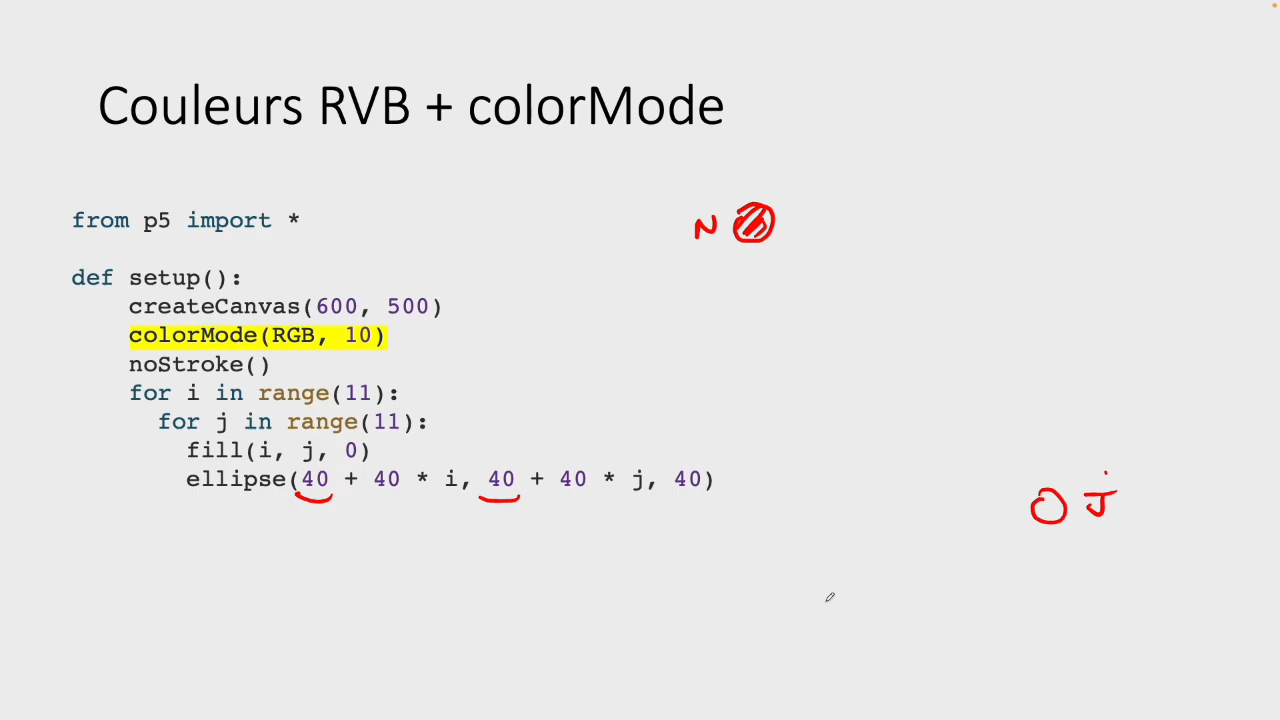 Couleurs RVB + colorMode
from p5 import *
N
def setup():
createCanvas(600, 500)
colorMode(RGB, 10)
noStroke()
for i in range(11):
for j in range(11):
fill(i, j, 0)
ellipse(40 + 40 * i, 40 + 40 * j, 40)
J